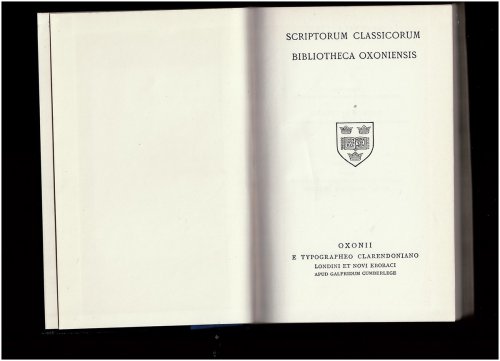 SCRIPTORUM CLASSICORUM
BIBLIOTHECA OXONIENSIS
OXONII
E TYPOGRAPHEO CLARENDONIANO
LONDINI ET NOVI EBORACI
APUD GALFRIDUM CUMBERLEGE